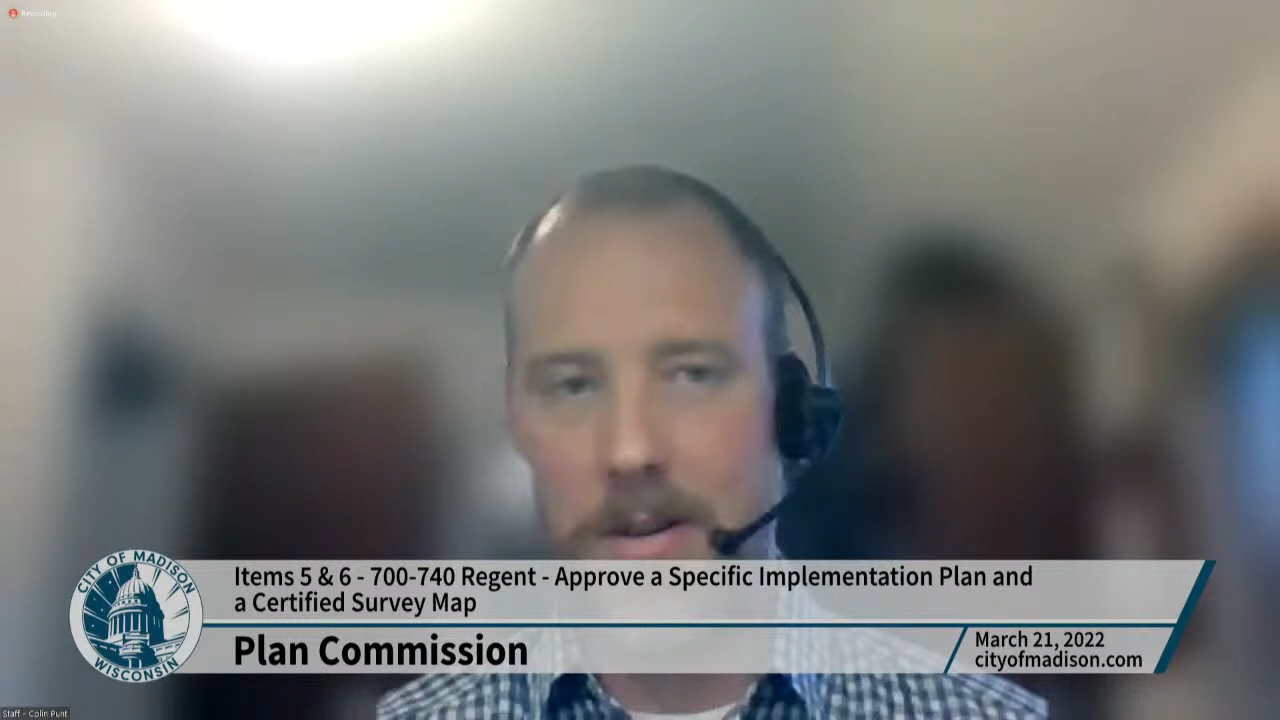 Recording
CITY OF MADISON
WISCONSIN
Items 5 & 6 - 700-740 Regent - Approve a Specific Implementation Plan and
a Certified Survey Map
Plan Commission
March 21, 2022
cityofmadison.com
Staff - Colin Punt